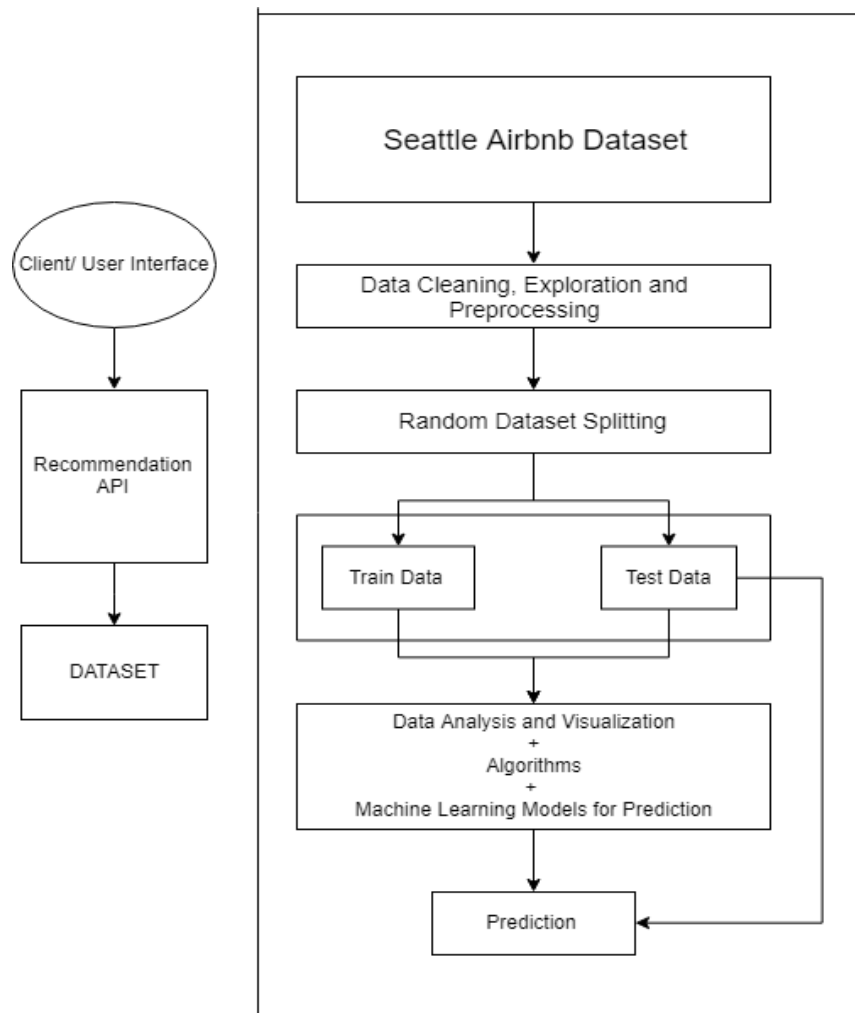 Client/ User Interface
Recommendation
API
DATASET
Seattle Airbnb Dataset
Data Cleaning, Exploration and
Preprocessing
Random Dataset Splitting
Train Data
Test Data
Data Analysis and Visualization
+
Algorithms
+
Machine Learning Models for Prediction
Prediction